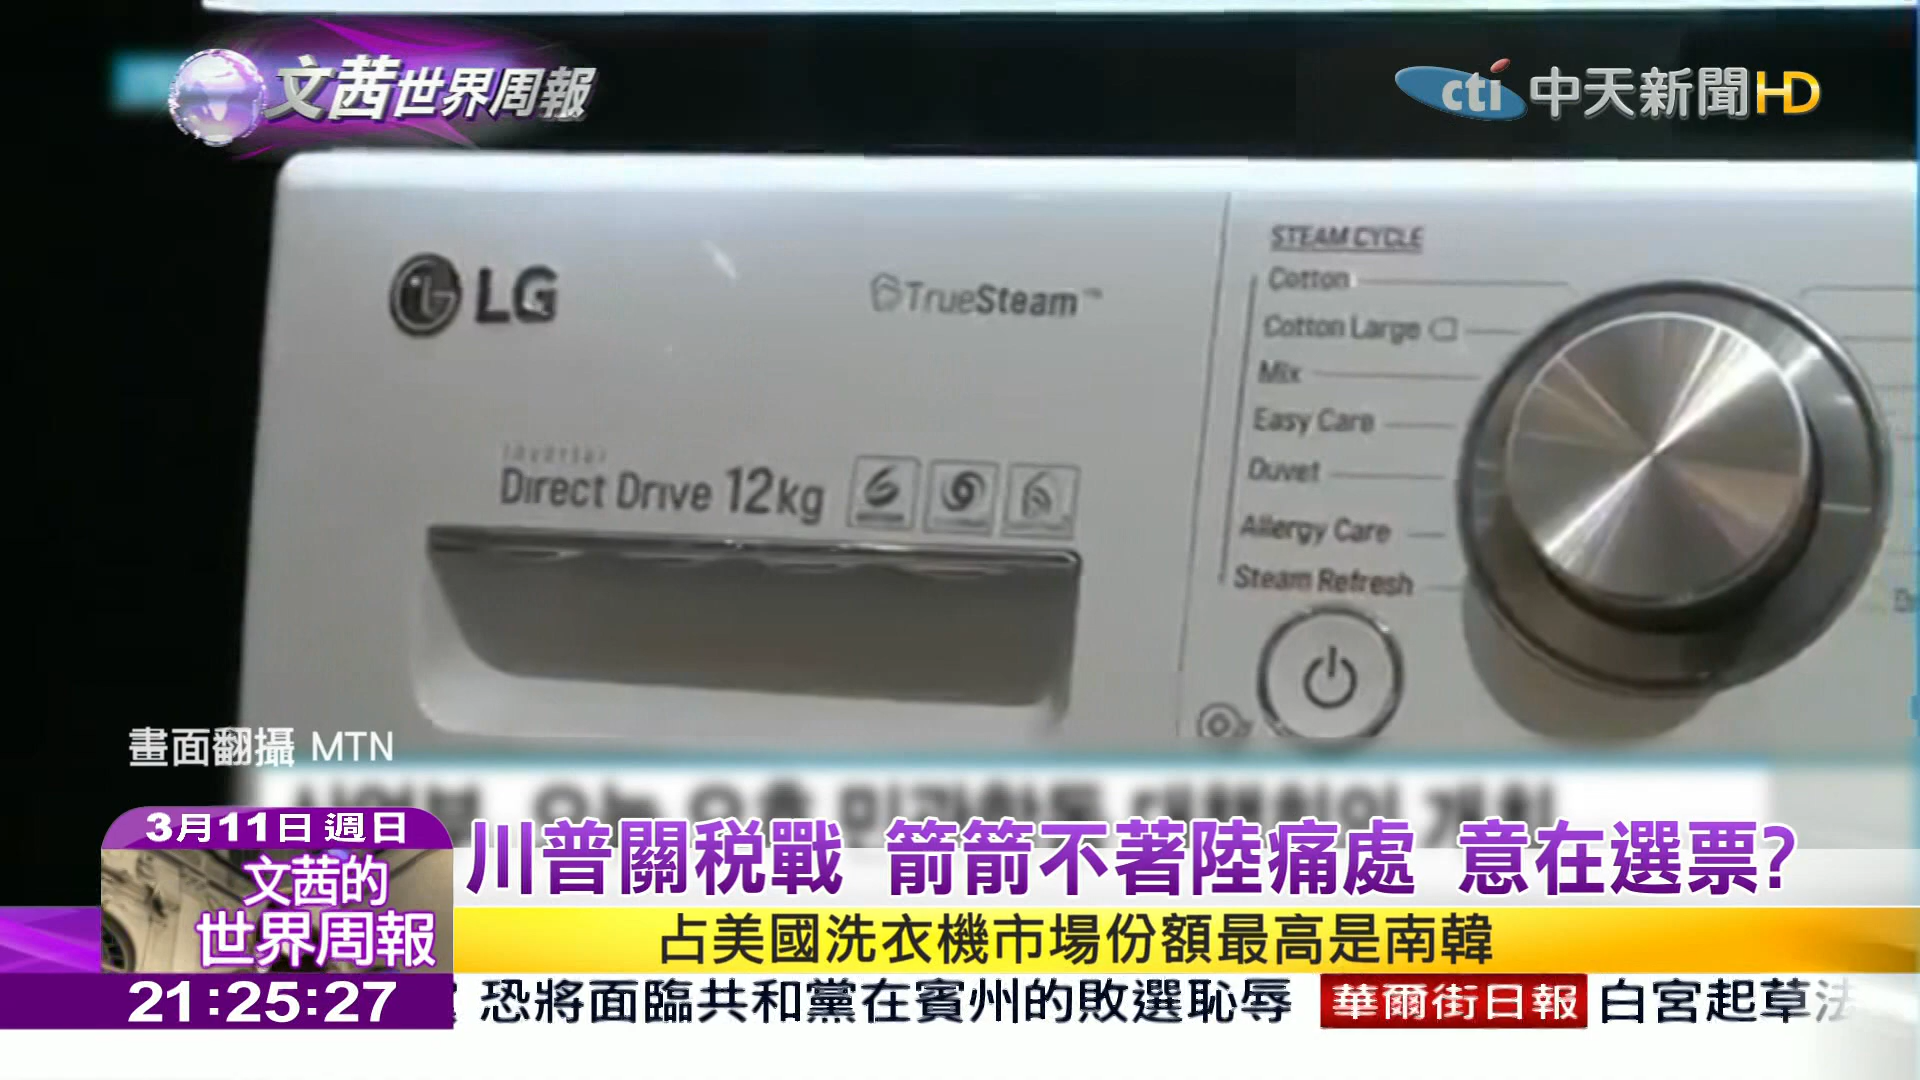 文茜世界周報
cti 中天新聞HD
LG
TrueSteam™
STEAM CYCLE
Cotton
Cotton Large
Mix
Easy Care
Duvet
Allergy Care
Steam Refresh
Inverter
Direct Drive 12kg
畫面翻攝 MTN
3月11日 週日
文茜的
世界周報
21:25:27
川普關稅戰 箭箭不著陸痛處 意在選票?
占美國洗衣機市場份額最高是南韓
恐將面臨共和黨在賓州的敗選恥辱 華爾街日報 白宮起草法